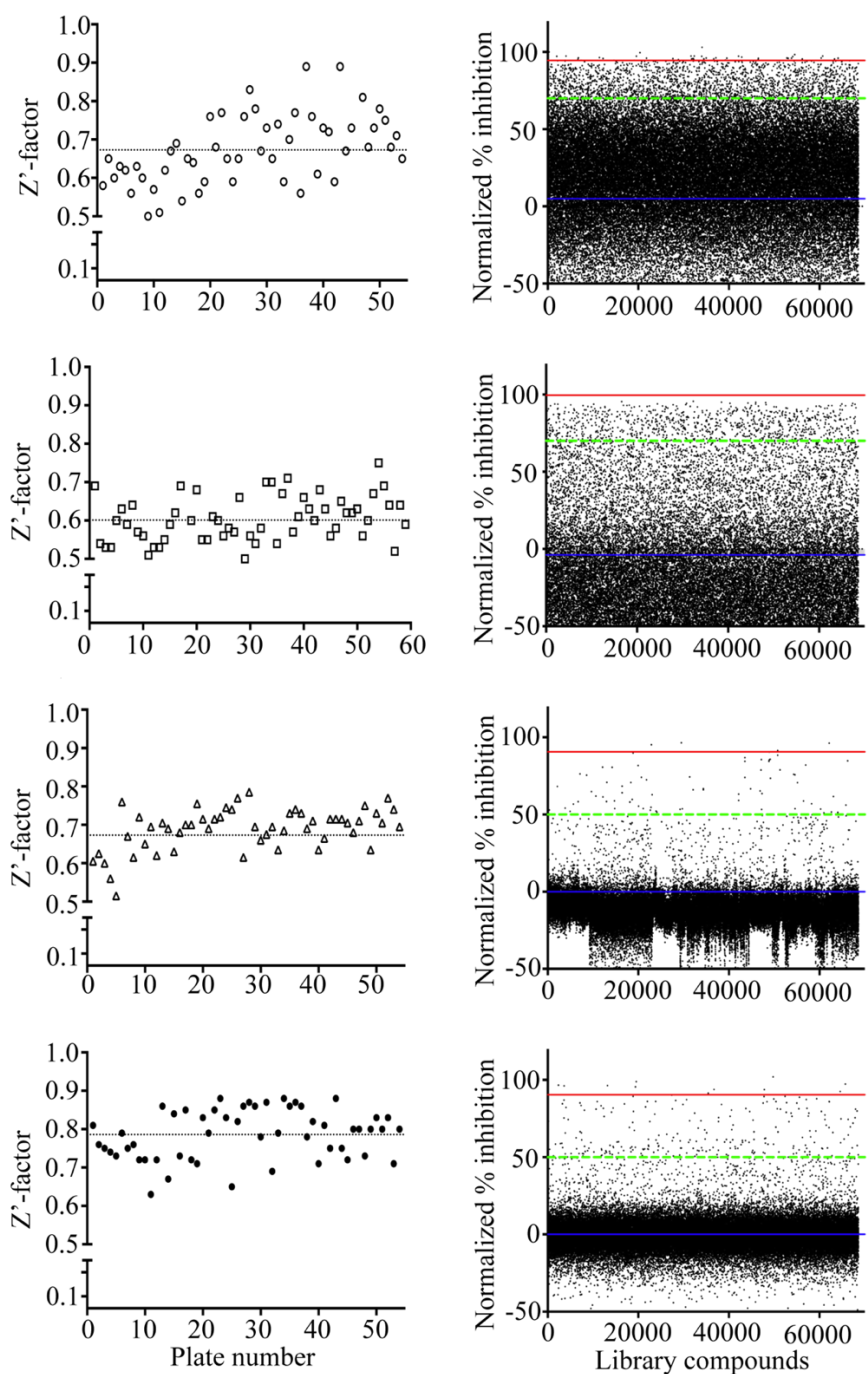 1.0
0.9
0.8
0.7
0.6
0.5
0.1
Z’-factor
0 10 20 30 40 50
100
50
0
-50
Normalized % inhibition
0 20000 40000 60000
1.0
0.9
0.8
0.7
0.6
0.5
0.1
Z’-factor
0 10 20 30 40 50 60
100
50
0
-50
Normalized % inhibition
0 20000 40000 60000
1.0
0.9
0.8
0.7
0.6
0.5
0.1
Z’-factor
0 10 20 30 40 50
100
50
0
-50
Normalized % inhibition
0 20000 40000 60000
1.0
0.9
0.8
0.7
0.6
0.5
0.1
Z’-factor
0 10 20 30 40 50
Plate number
100
50
0
-50
Normalized % inhibition
0 20000 40000 60000
Library compounds